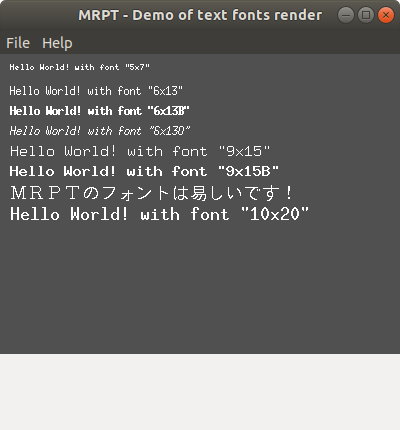 MRPT - Demo of text fonts render
File Help
Hello World! with font "5x7"
Hello World! with font "6x13"
Hello World! with font "6x13B"
Hello World! with font "6x13O"
Hello World! with font "9x15"
Hello World! with font "9x15B"
ＭＲＰＴのフォントは易しいです！
Hello World! with font "10x20"